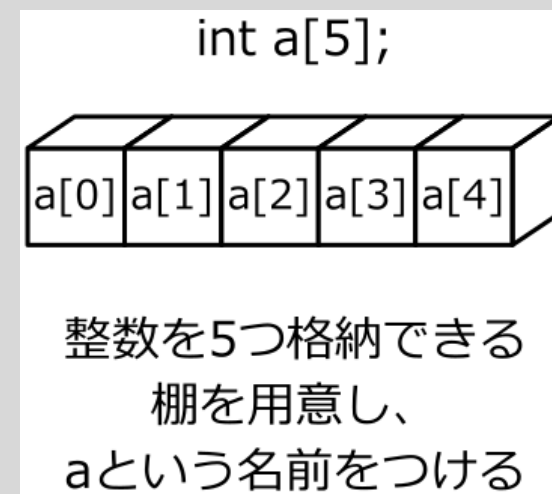 int a[5];
a[0] a[1] a[2] a[3] a[4]
整数を5つ格納できる
棚を用意し、
aという名前をつける